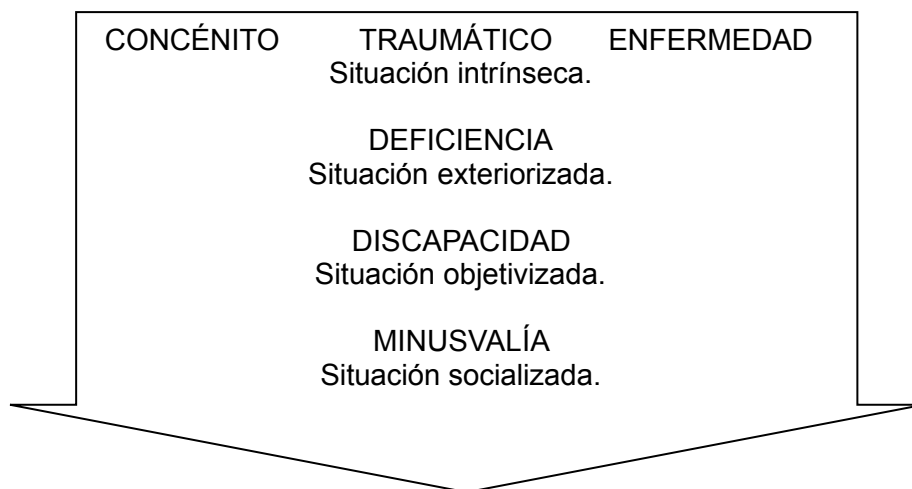 CONCÉNITO TRAUMÁTICO ENFERMEDAD
Situación intrínseca.
DEFICIENCIA
Situación exteriorizada.
DISCAPACIDAD
Situación objetivizada.
MINUSVALÍA
Situación socializada.